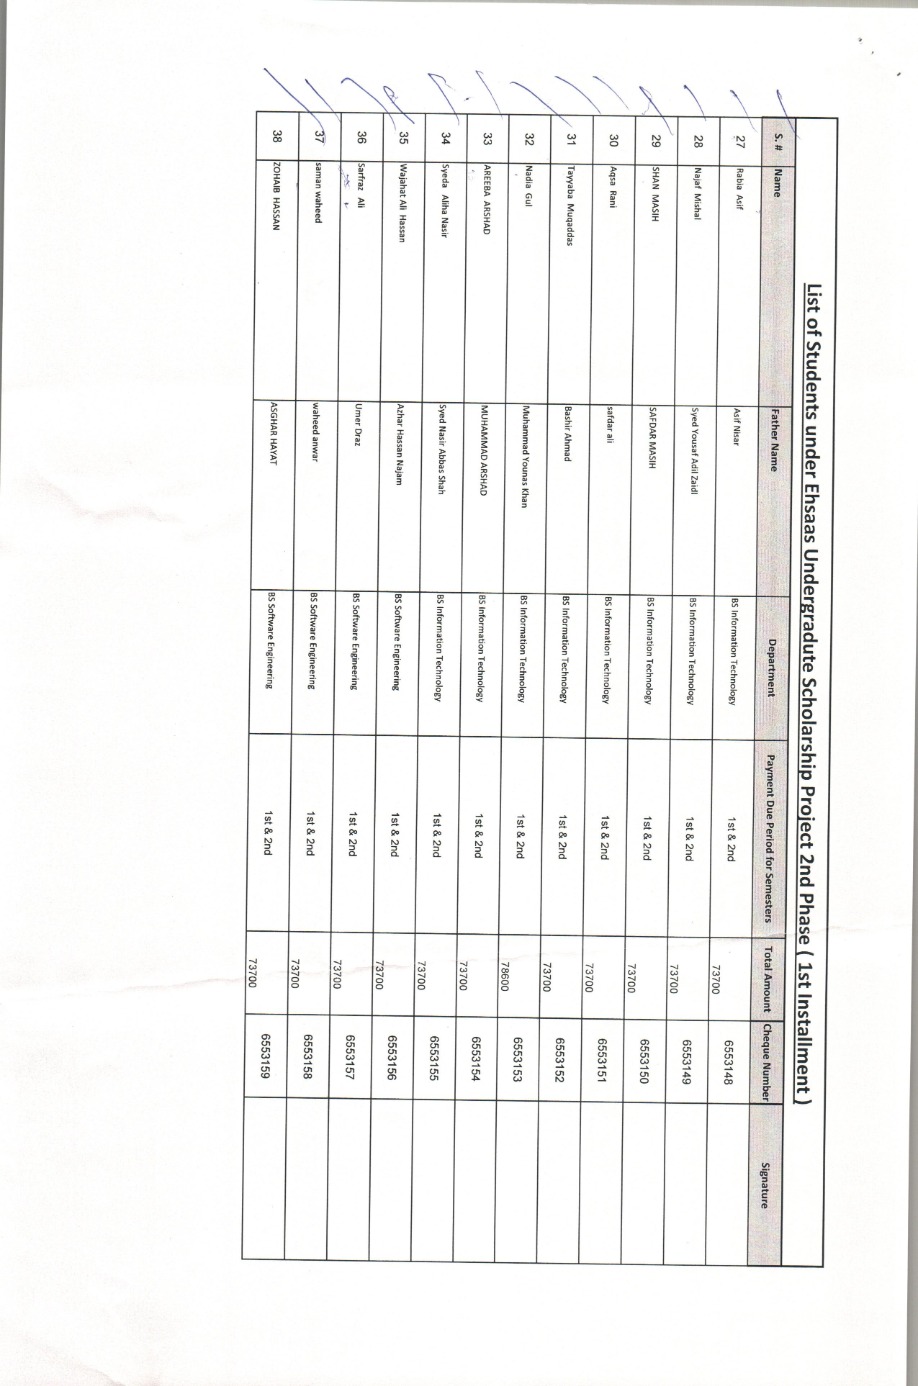 List of Students under Ehsaas Undergradute Scholarship Project 2nd Phase ( 1st Installment )
S. # Name Father Name Department Payment Due Period for Semesters Total Amount Cheque Number Signature
27 Rabia Asif Asif Nisar BS Information Technology 1st & 2nd 73700 6553148
28 Najaf Mishal Syed Yousaf Adil Zaidi BS Information Technology 1st & 2nd 73700 6553149
29 SHAN MASIH SAFDAR MASIH BS Information Technology 1st & 2nd 73700 6553150
30 Aqsa Rani safdar ali BS Information Technology 1st & 2nd 73700 6553151
31 Tayyaba Muqaddas Bashir Ahmad BS Information Technology 1st & 2nd 73700 6553152
32 Nadia Gul Muhammad Younas Khan BS Information Technology 1st & 2nd 78600 6553153
33 AREEBA ARSHAD MUHAMMAD ARSHAD BS Information Technology 1st & 2nd 73700 6553154
34 Syeda Aliha Nasir Syed Nasir Abbas Shah BS Information Technology 1st & 2nd 73700 6553155
35 Wajahat Ali Hassan Azhar Hassan Najam BS Software Engineering 1st & 2nd 73700 6553156
36 Sarfraz Ali Umer Draz BS Software Engineering 1st & 2nd 73700 6553157
37 saman waheed waheed anwar BS Software Engineering 1st & 2nd 73700 6553158
38 ZOHAIB HASSAN ASGHAR HAYAT BS Software Engineering 1st & 2nd 73700 6553159